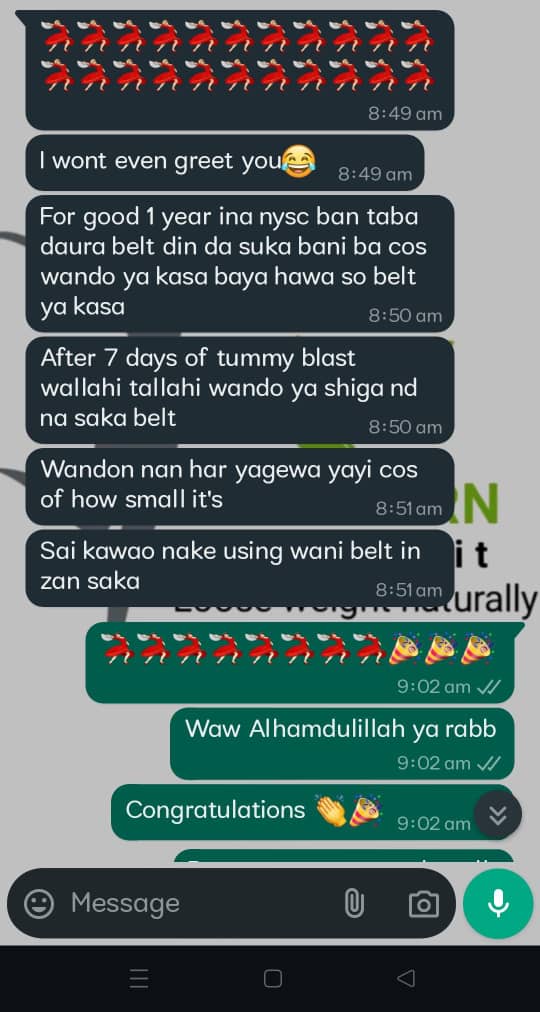 8:49 am
I wont even greet you😂 8:49 am
For good 1 year ina nysc ban taba
daura belt din da suka bani ba cos
wando ya kasa baya hawa so belt
ya kasa 8:50 am
After 7 days of tummy blast
wallahi tallahi wando ya shiga nd
na saka belt 8:50 am
Wandon nan har yagewa yayi cos
of how small it's 8:51 am
RN
Sai kawao nake using wani belt in
it
zan saka 8:51 am
Loose weight naturally
9:02 am
Waw Alhamdulillah ya rabb
9:02 am
Congratulations 👏🎉 9:02 am
Message